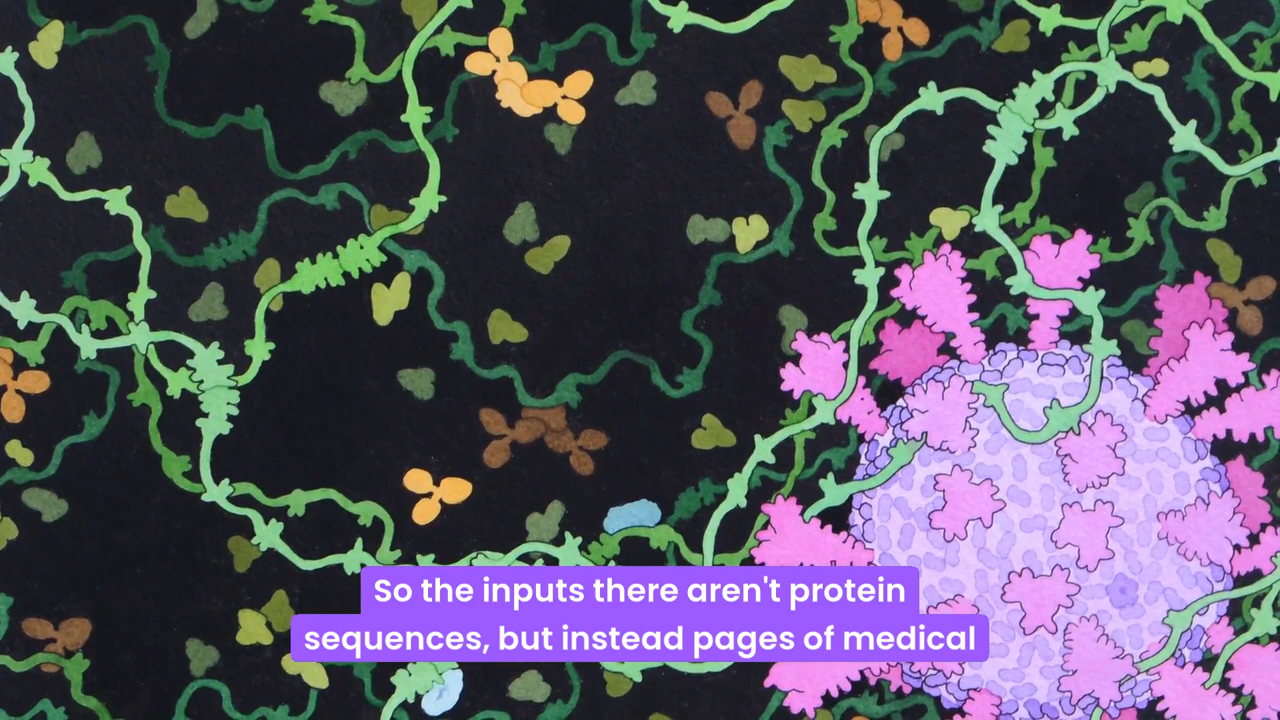 So the inputs there aren't protein
sequences, but instead pages of medical